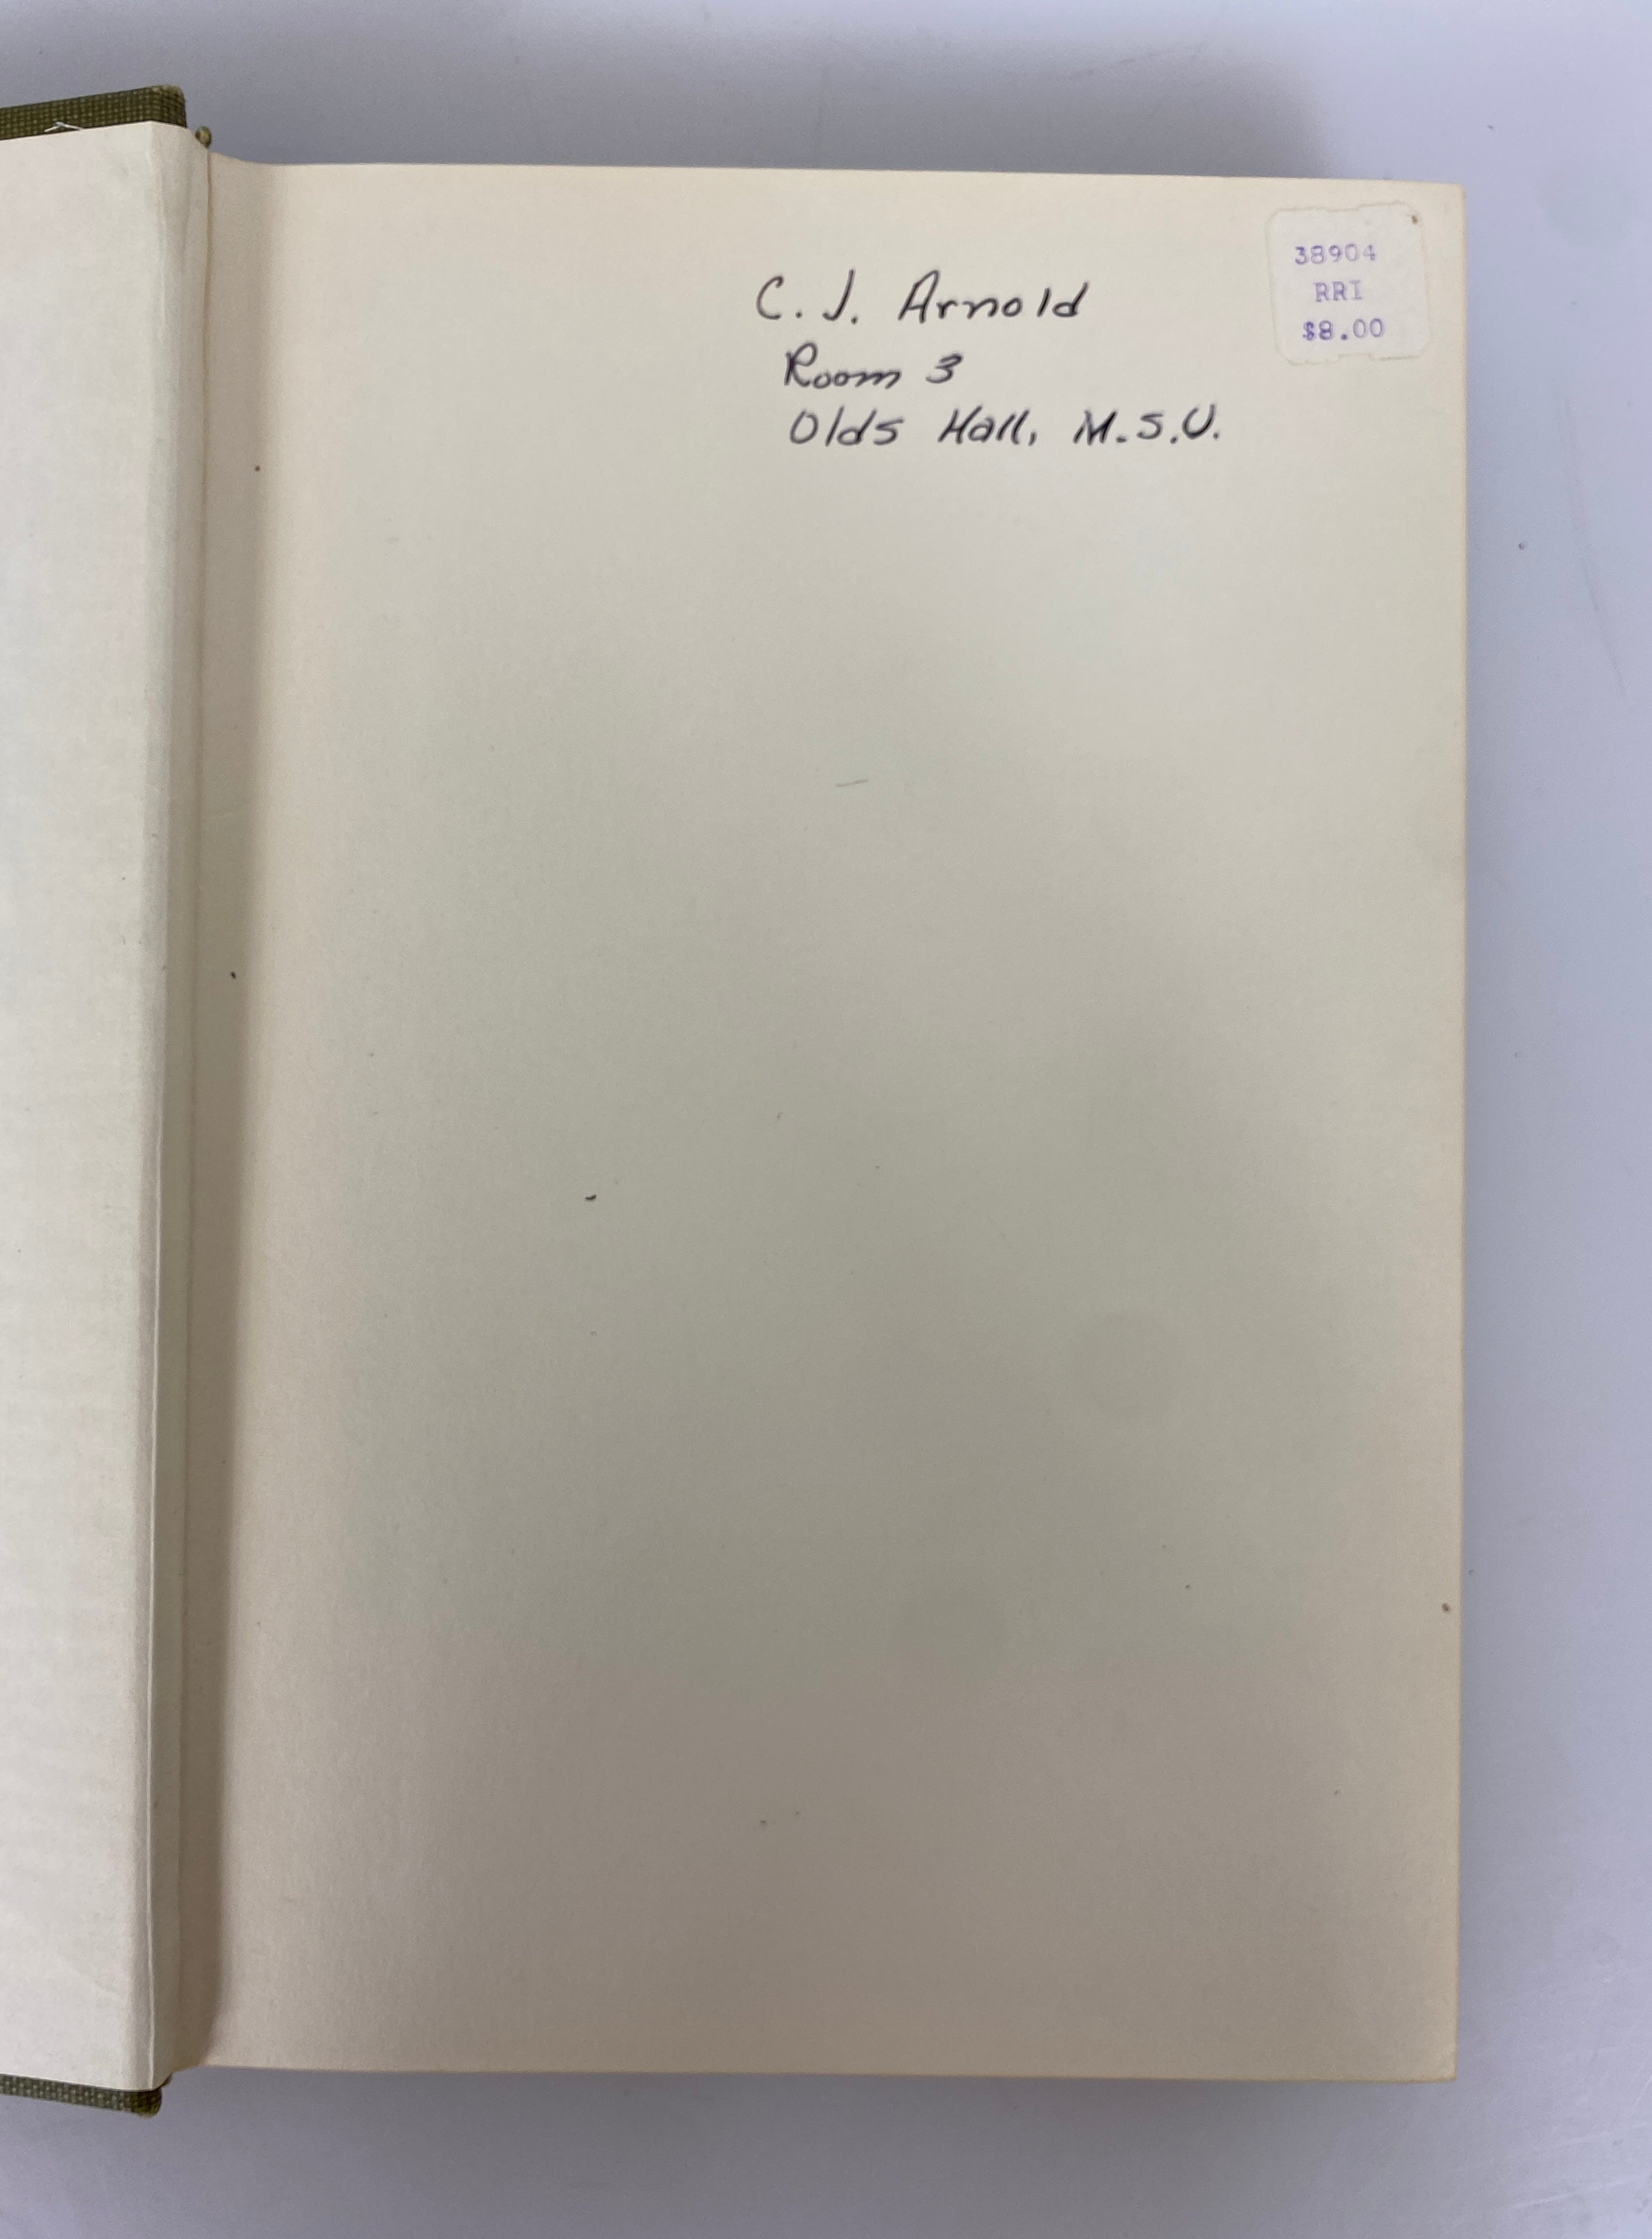 C. J. Arnold
Room 3
Olds Hall, M.S.U.
38904
RRI
$8.00